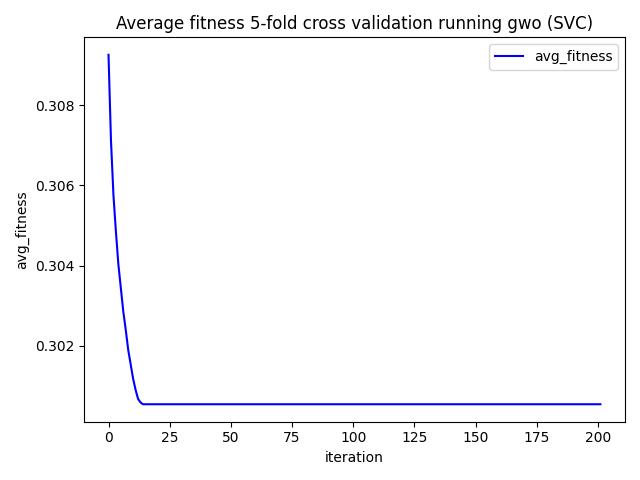 Average fitness 5-fold cross validation running gwo (SVC)
avg_fitness
0.308
0.306
0.304
0.302
avg_fitness
0 25 50 75 100 125 150 175 200
iteration